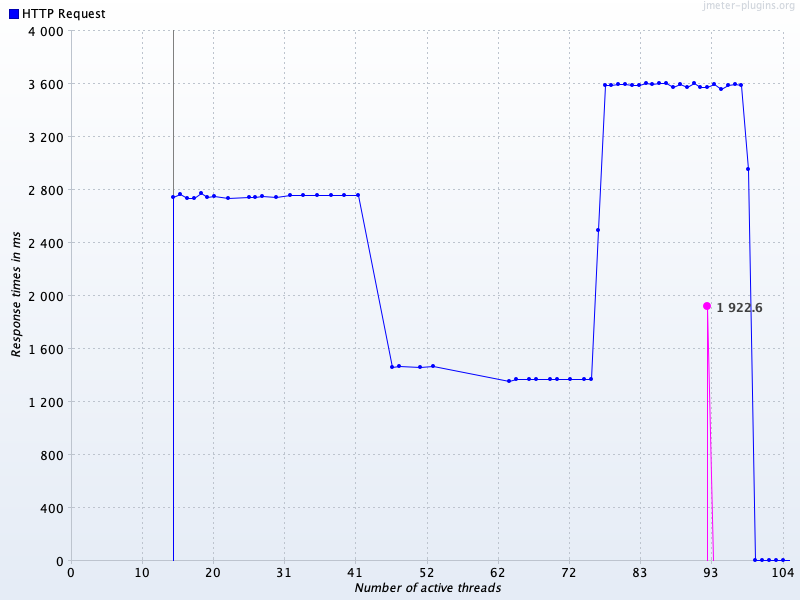 jmeter-plugins.org
HTTP Request
4 000
3 600
3 200
2 800
2 400
2 000
1 600
1 200
800
400
0
Response times in ms
1 922.6
0 10 20 31 41 52 62 72 83 93 104
Number of active threads